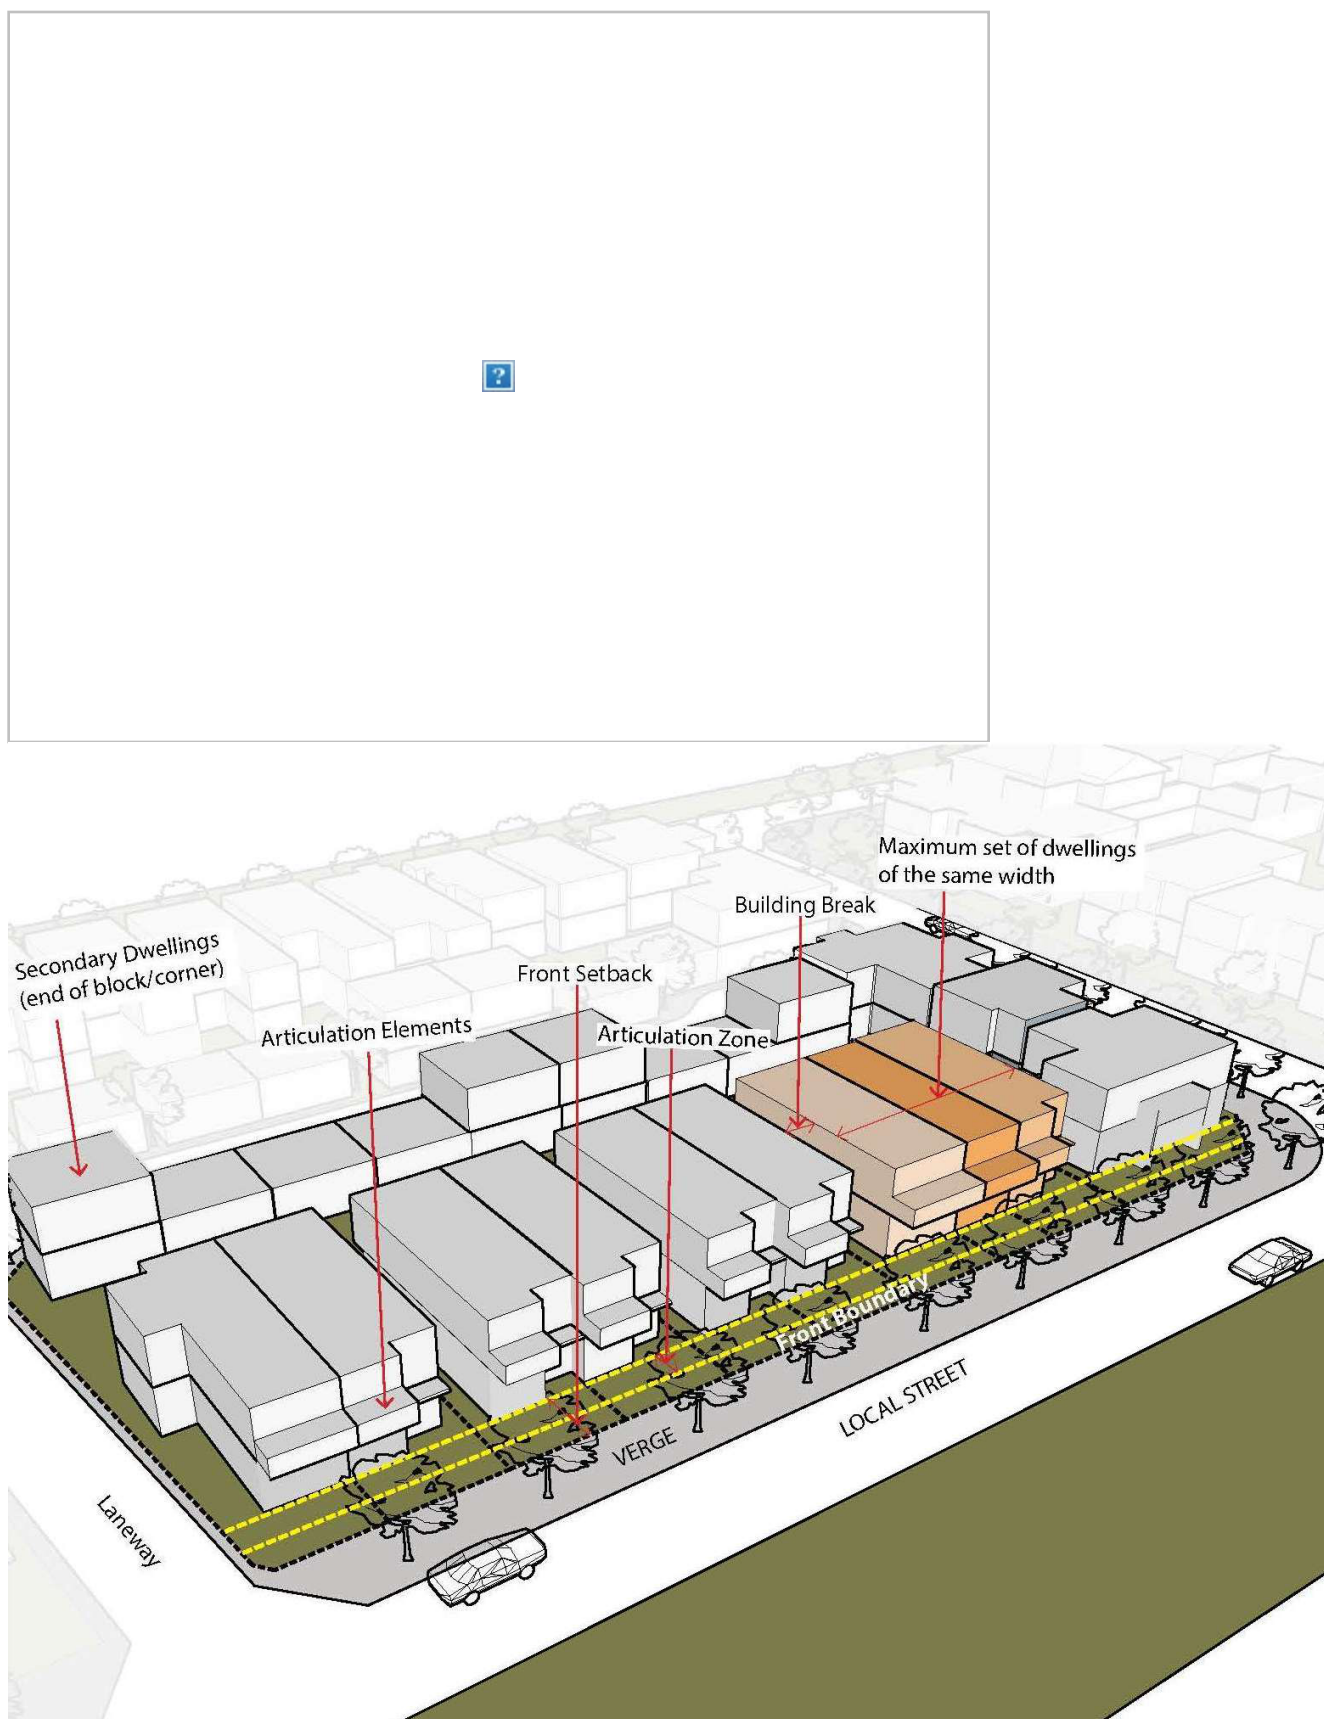 ?
Maximum set of dwellings
of the same width
Building Break
Secondary Dwellings
(end of block/corner)
Front Setback
Articulation Elements
Articulation Zone
Front Boundary
LOCAL STREET
VERGE
Laneway